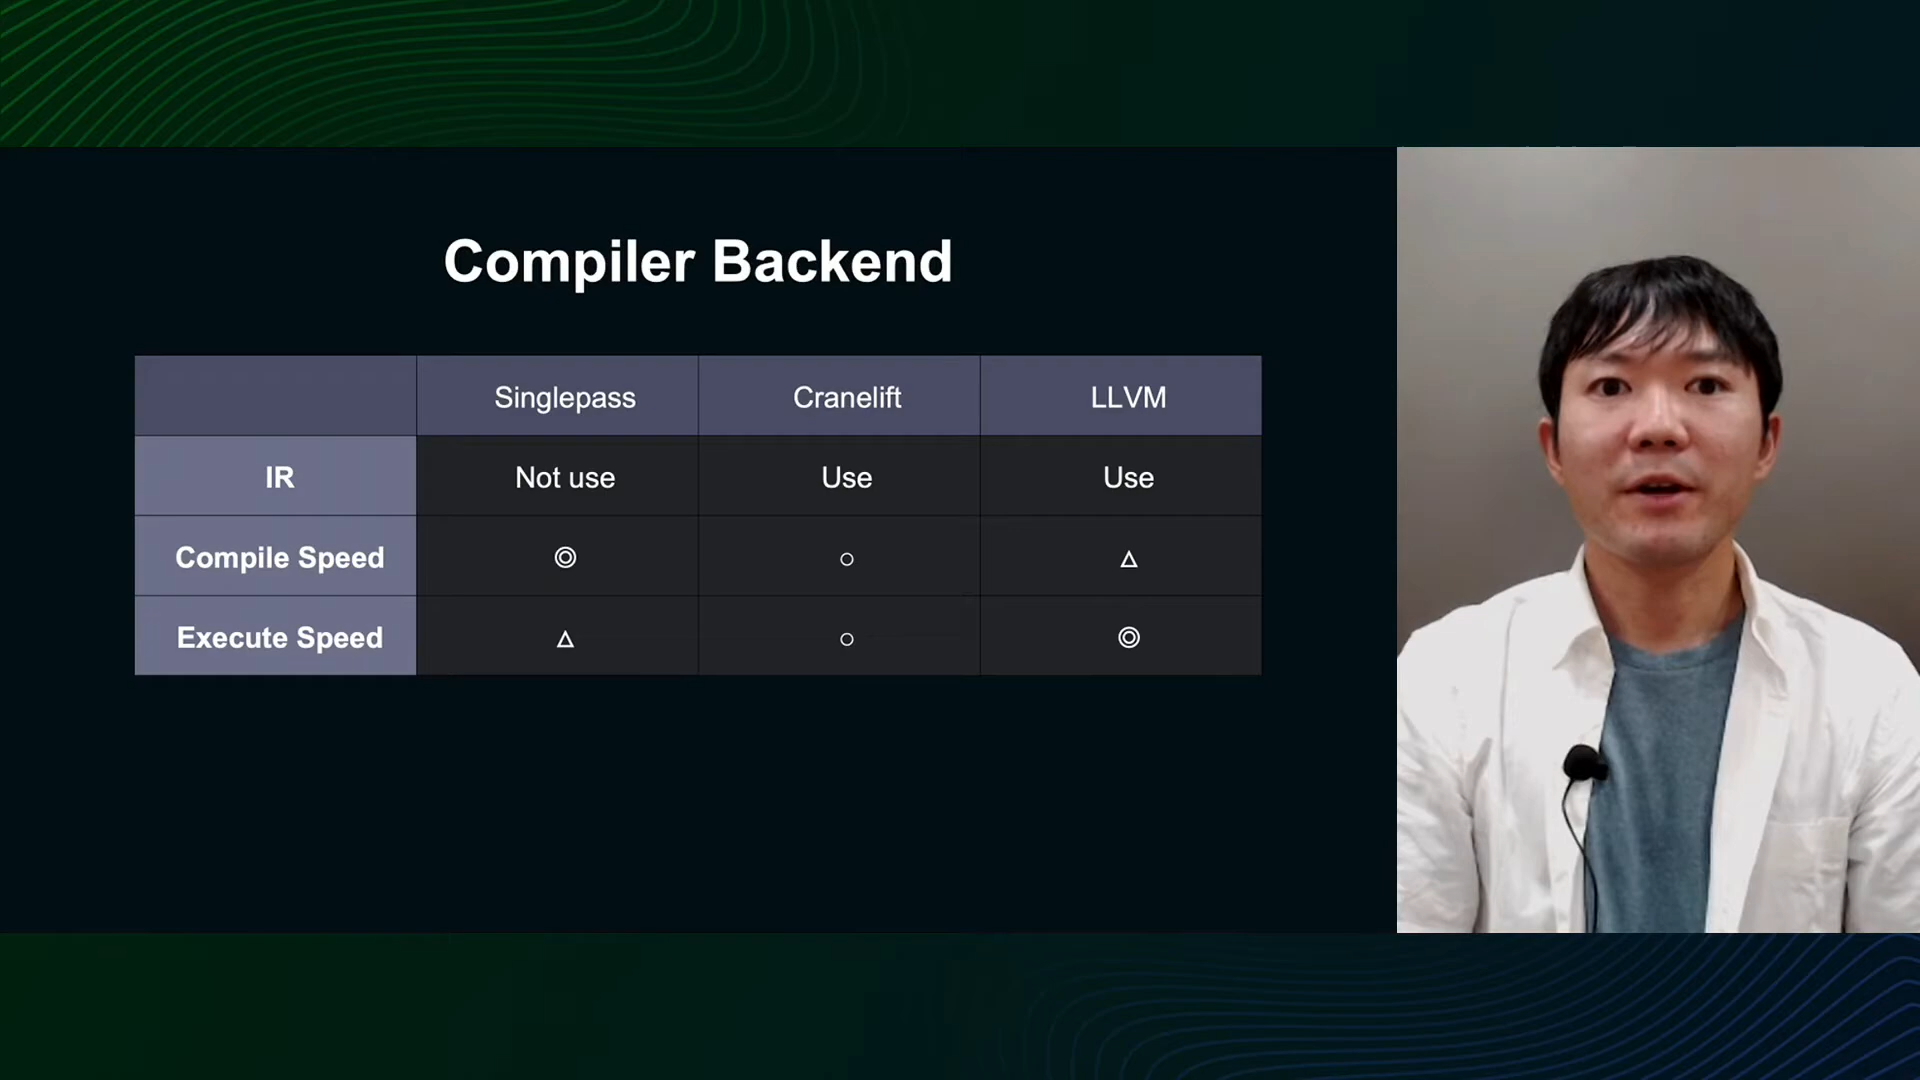 Compiler Backend
Singlepass Cranelift LLVM
IR Not use Use Use
Compile Speed ◎ ○ △
Execute Speed △ ○ ◎